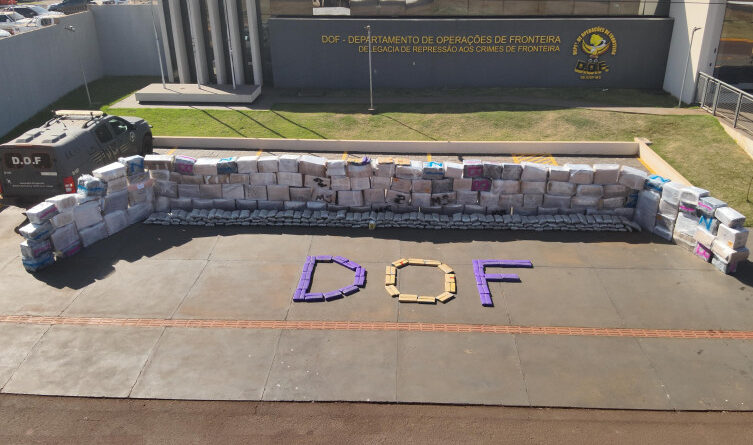 DOF - DEPARTAMENTO DE OPERAÇÕES DE FRONTEIRA
DELEGACIA DE REPRESSÃO AOS CRIMES DE FRONTEIRA
D.O.F.
D.O.F
DOF